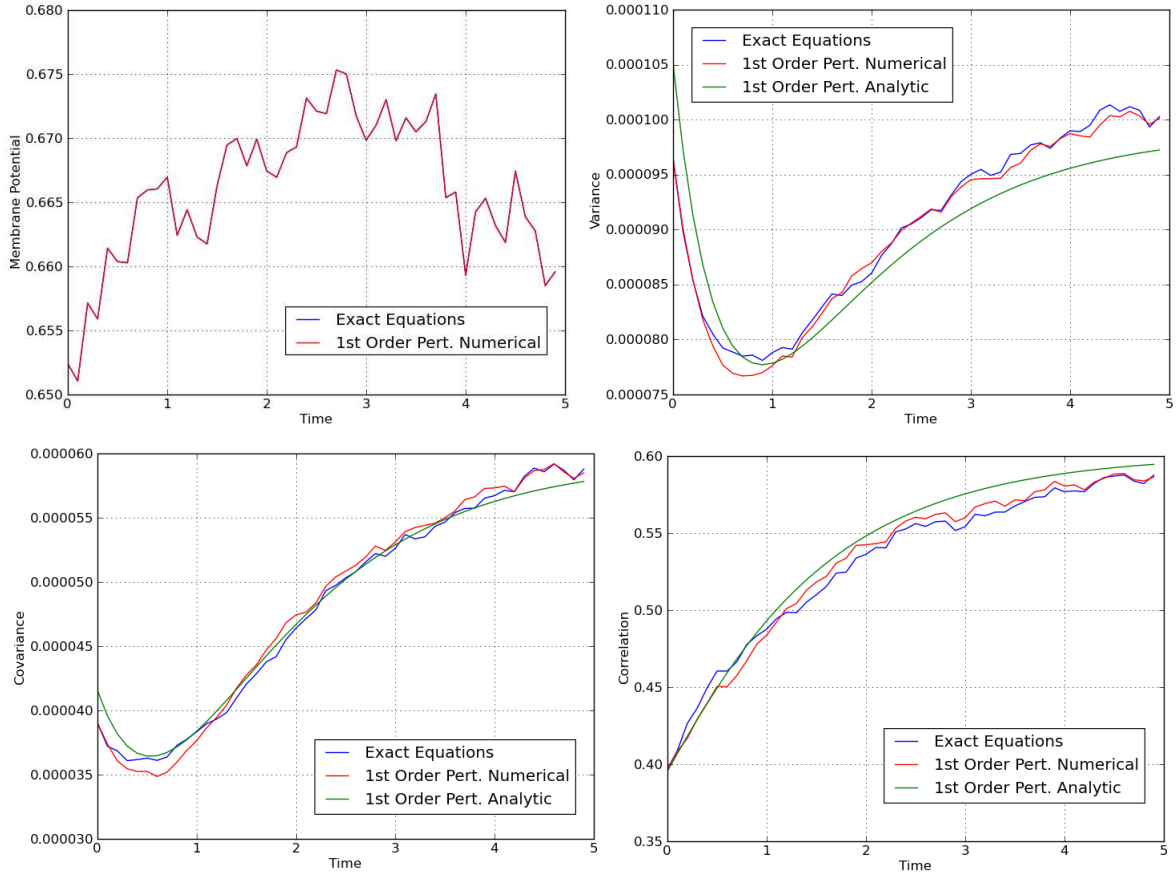 0.680
0.675
0.670
0.665
0.660
0.655
0.650
Membrane Potential
Exact Equations
1st Order Pert. Numerical
0 1 2 3 4 5
Time
0.000110
0.000105
0.000100
0.000095
0.000090
0.000085
0.000080
0.000075
Variance
Exact Equations
1st Order Pert. Numerical
1st Order Pert. Analytic
0 1 2 3 4 5
Time
0.000060
0.000055
0.000050
0.000045
0.000040
0.000035
0.000030
Covariance
Exact Equations
1st Order Pert. Numerical
1st Order Pert. Analytic
0 1 2 3 4 5
Time
0.60
0.55
0.50
0.45
0.40
0.35
Correlation
Exact Equations
1st Order Pert. Numerical
1st Order Pert. Analytic
0 1 2 3 4 5
Time